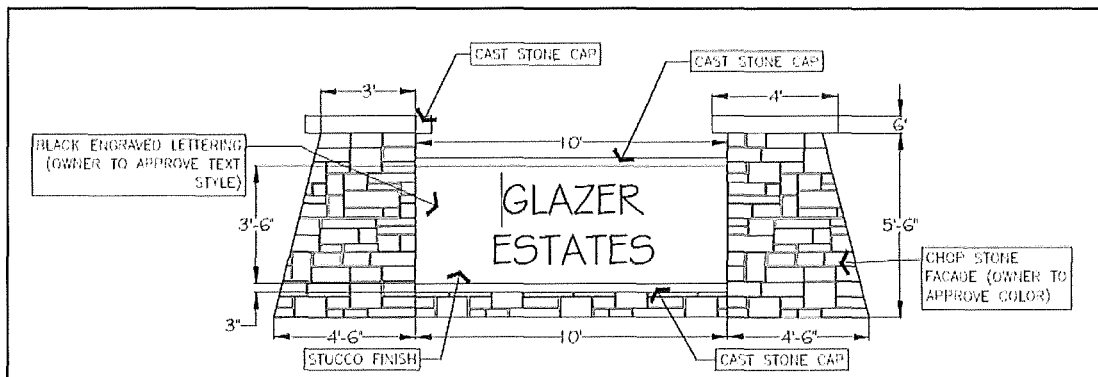 CAST STONE CAP
CAST STONE CAP
3'
4'
6'
BLACK ENGRAVED LETTERING
(OWNER TO APPROVE TEXT
STYLE)
10'
GLAZER
ESTATES
3'-6"
5'-6"
CHOP STONE
FACADE (OWNER TO
APPROVE COLOR)
3"
4'-6"
10'
4'-6"
STUCCO FINISH
CAST STONE CAP